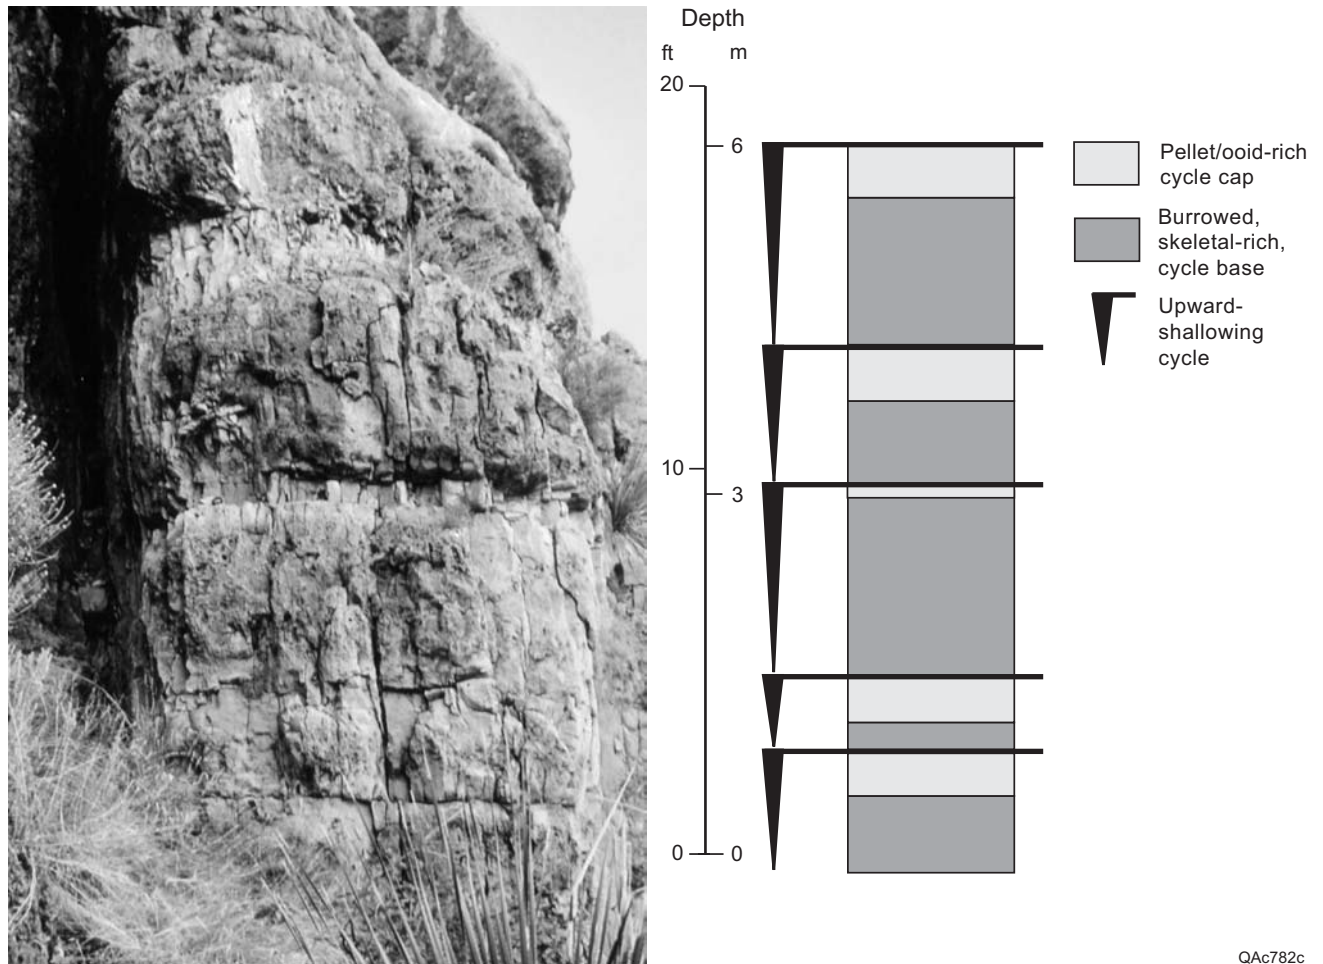 Depth
ft m
20
6
10
3
0 0
Pellet/ooid-rich
cycle cap
Burrowed,
skeletal-rich,
cycle base
Upward-
shallowing
cycle
QAc782c